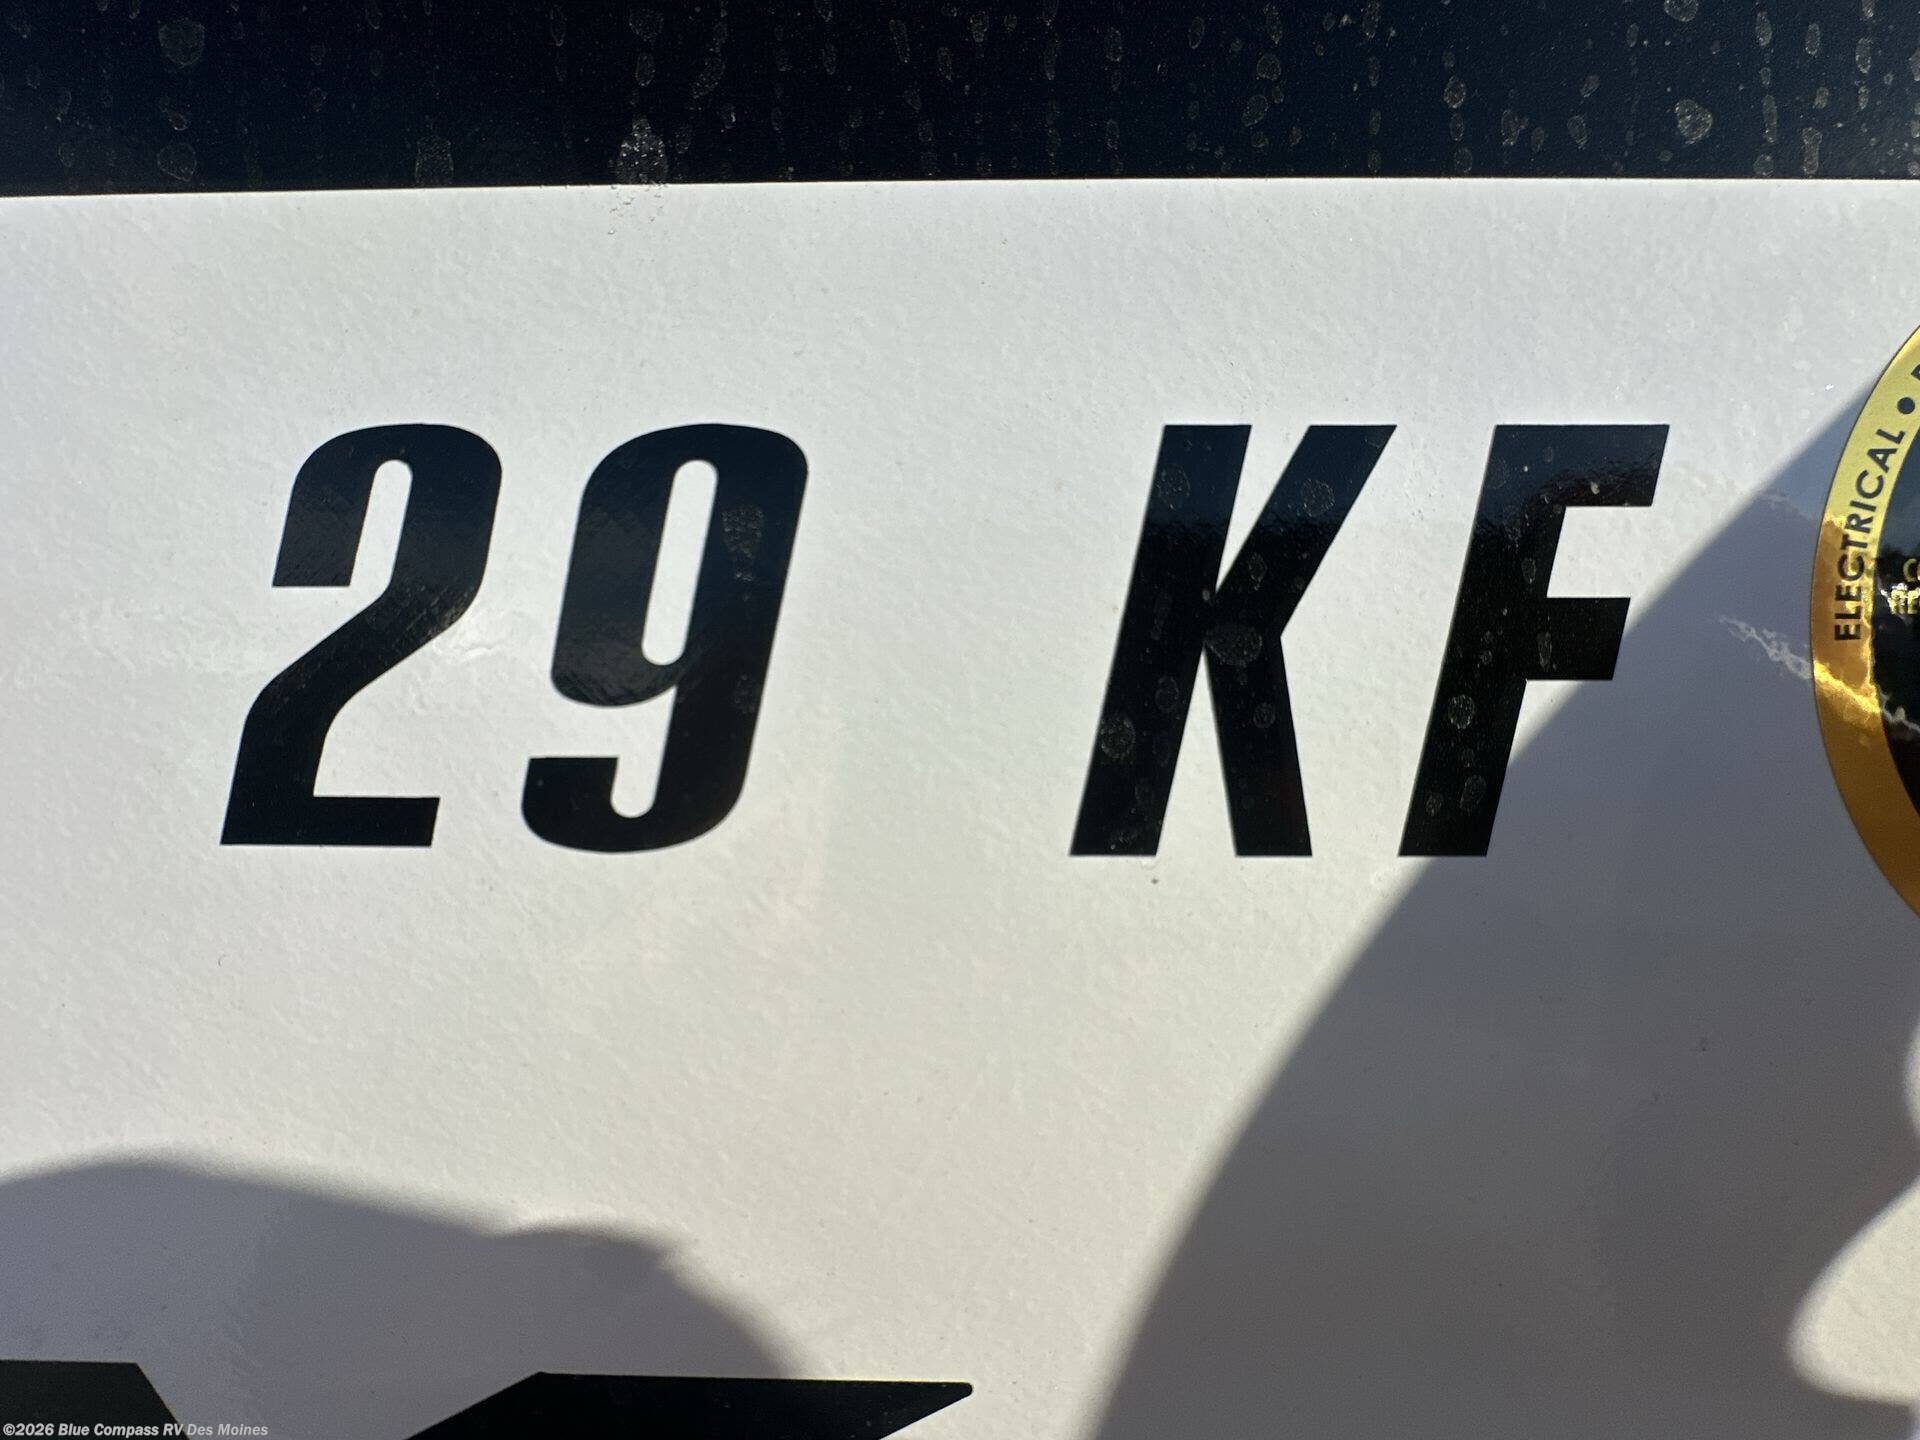 29 KF
ELECTRICAL •
©2026 Blue Compass RV Des Moines